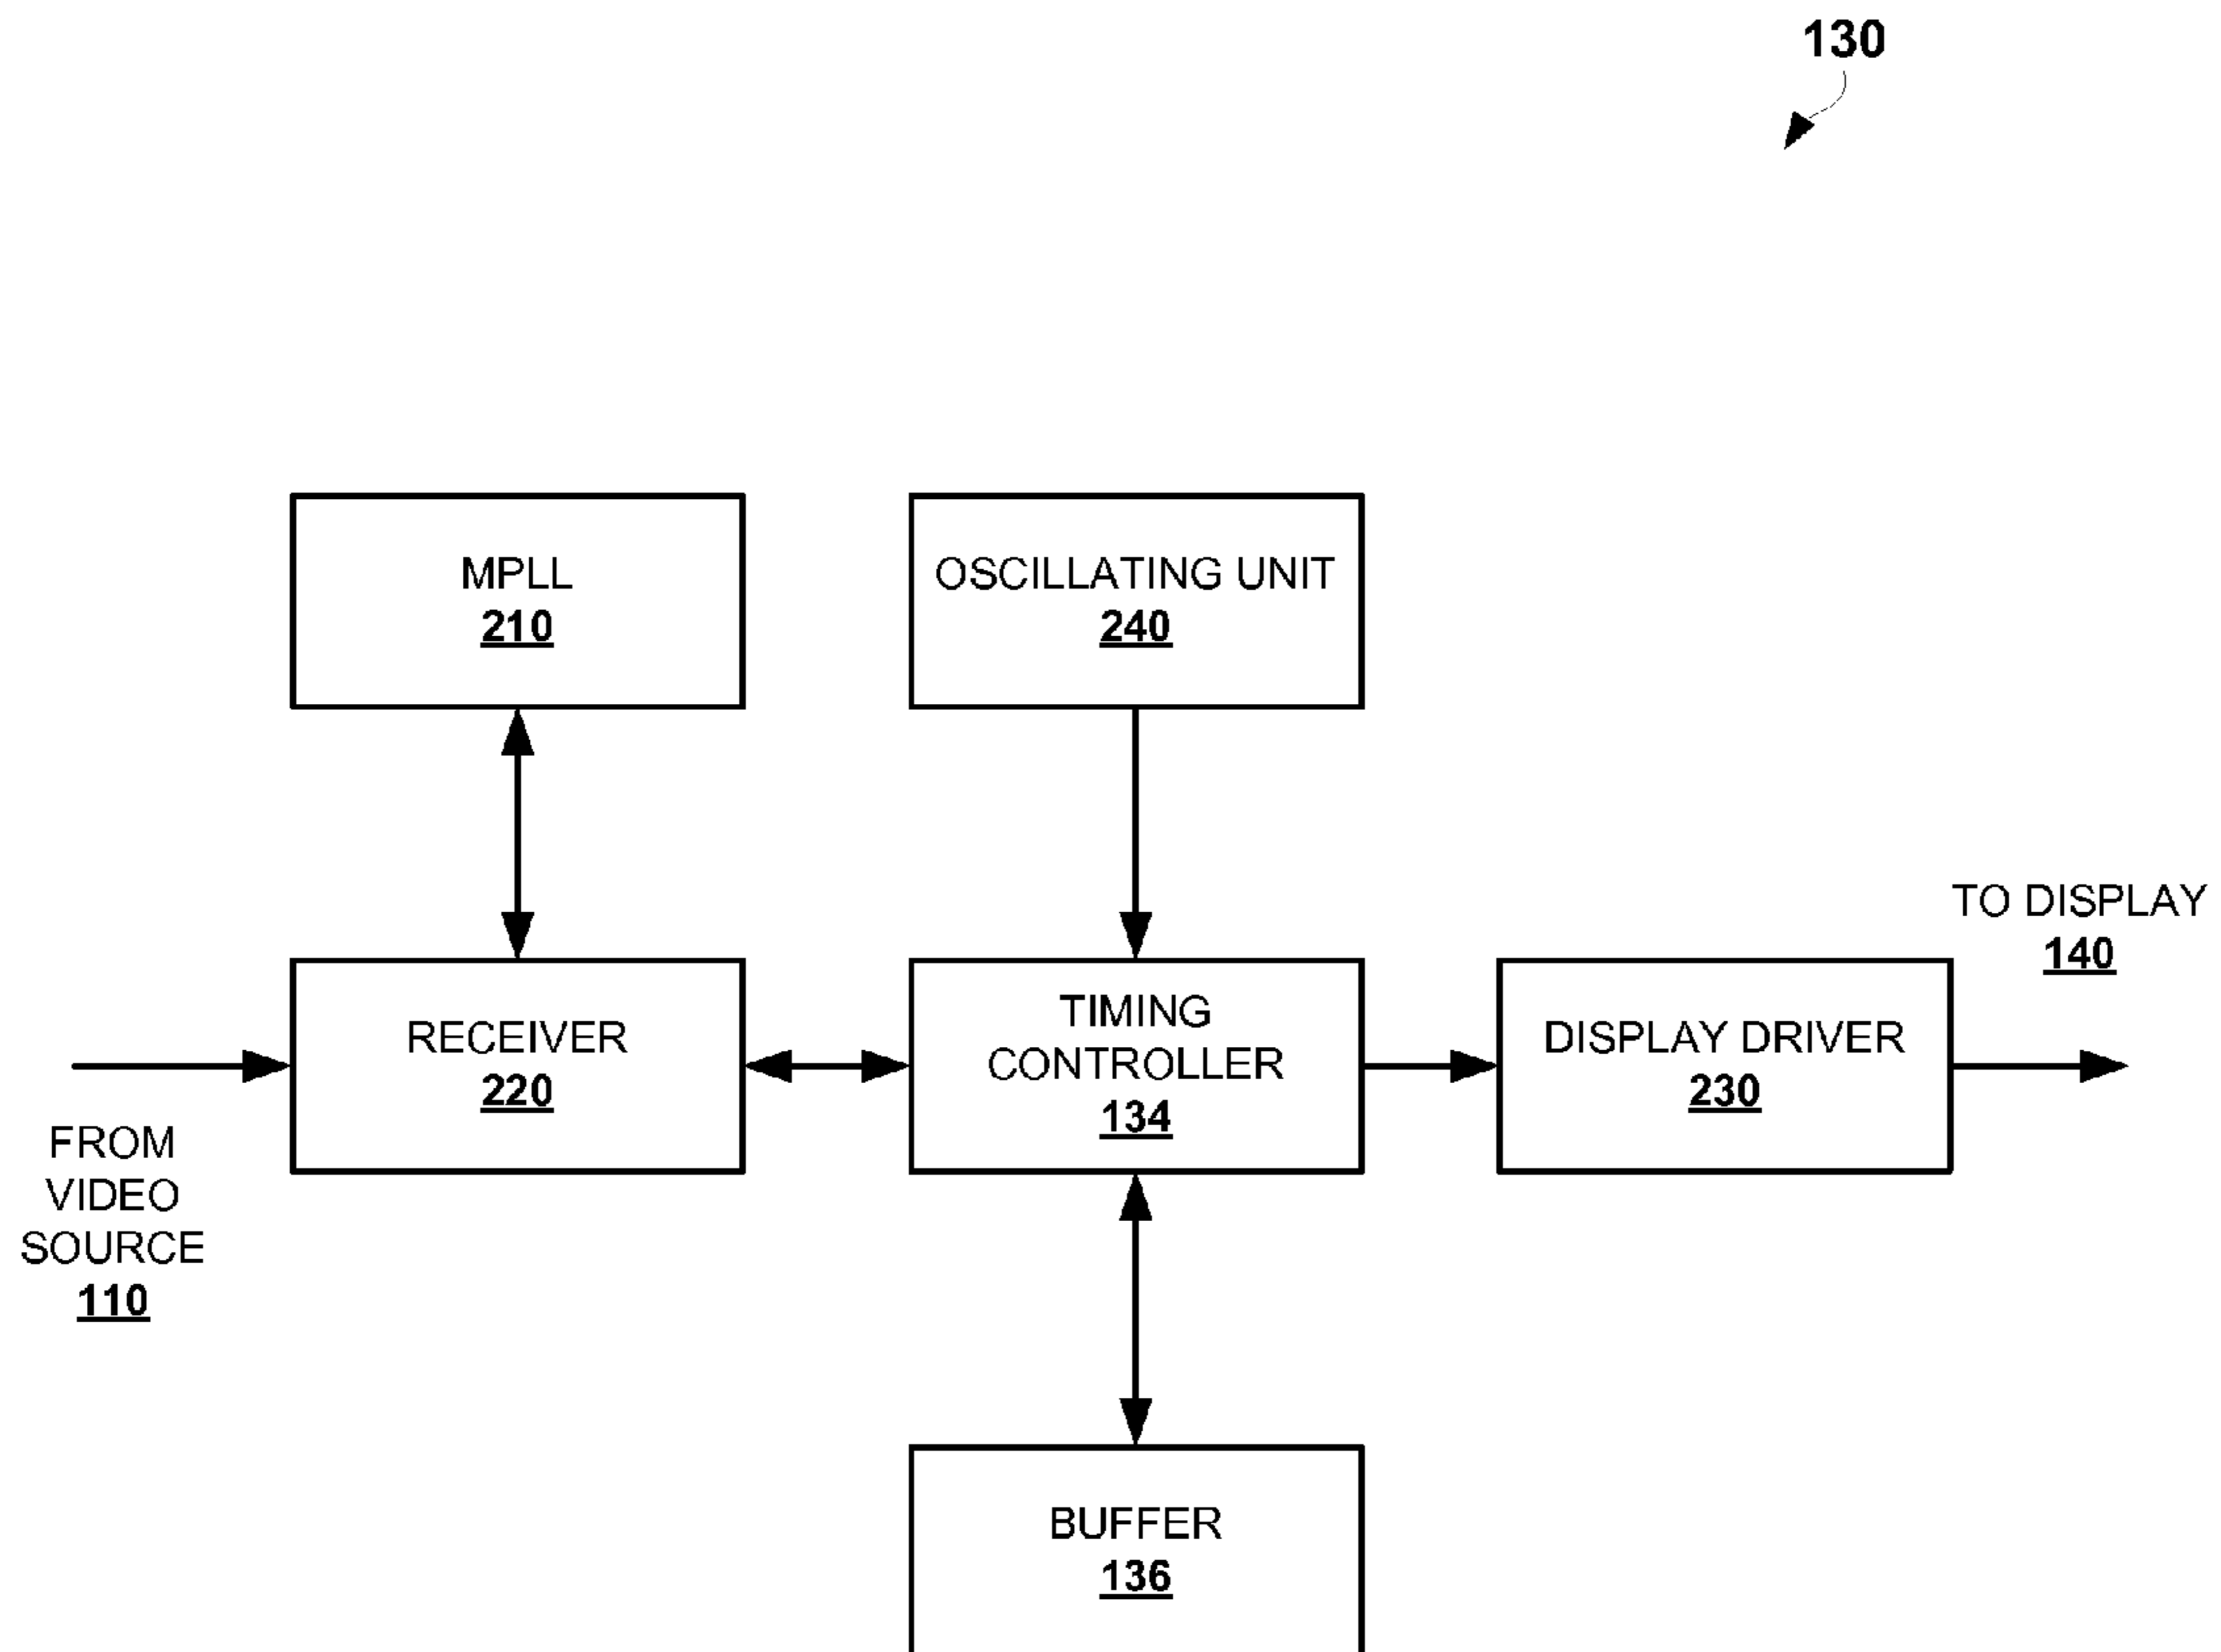 130
MPLL
210
OSCILLATING UNIT
240
RECEIVER
220
TIMING
CONTROLLER
134
DISPLAY DRIVER
230
TO DISPLAY
140
FROM
VIDEO
SOURCE
110
BUFFER
136